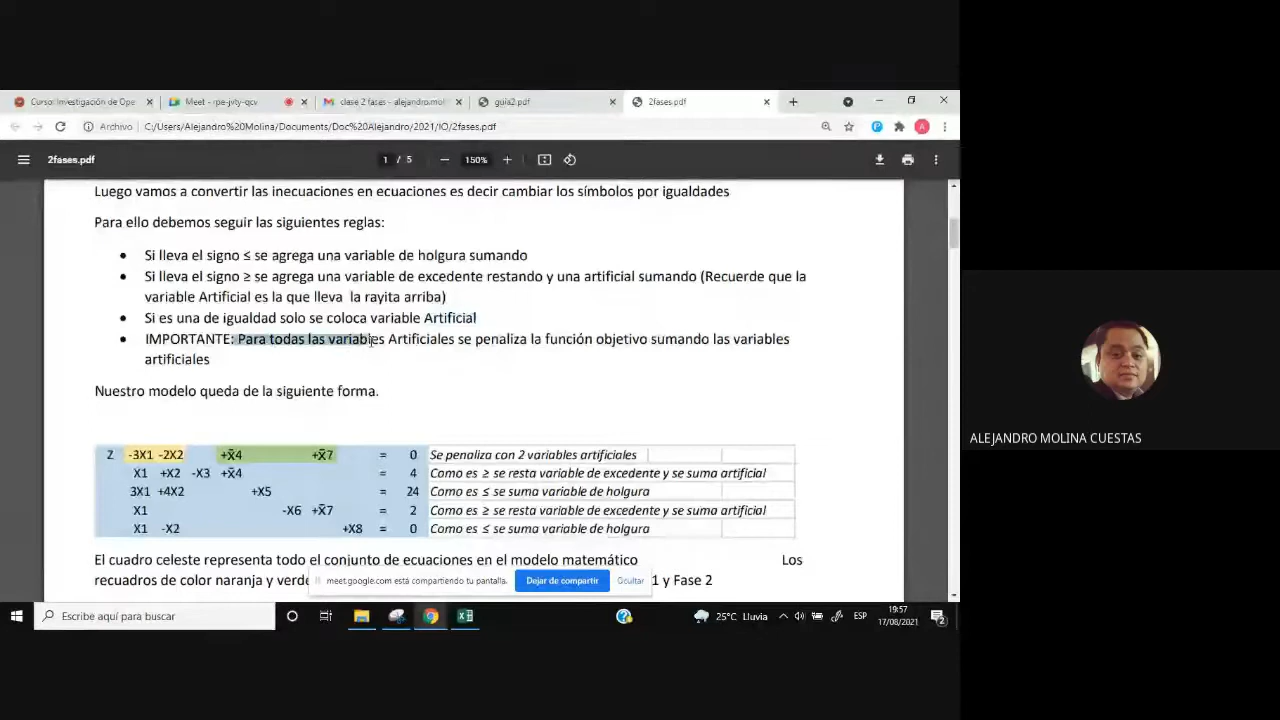 Curso: Investigación de Ope
Meet - rpe-jvty-qcv
clase 2 fases - alejandro.mol
guia2.pdf
2fases.pdf
Archivo | C:/Users/Alejandro%20Molina/Documents/Doc%20Alejandro/2021/IO/2fases.pdf
2fases.pdf
1 / 5
150%
Luego vamos a convertir las inecuaciones en ecuaciones es decir cambiar los símbolos por igualdades
Para ello debemos seguir las siguientes reglas:
• Si lleva el signo ≤ se agrega una variable de holgura sumando
• Si lleva el signo ≥ se agrega una variable de excedente restando y una artificial sumando (Recuerde que la
variable Artificial es la que lleva la rayita arriba)
• Si es una de igualdad solo se coloca variable Artificial
• IMPORTANTE: Para todas las variables Artificiales se penaliza la función objetivo sumando las variables
artificiales
Nuestro modelo queda de la siguiente forma.
Z -3X1 -2X2 +X̄4 +X̄7 = 0 Se penaliza con 2 variables artificiales
X1 +X2 -X3 +X̄4 = 4 Como es ≥ se resta variable de excedente y se suma artificial
3X1 +4X2 +X5 = 24 Como es ≤ se suma variable de holgura
X1 -X6 +X̄7 = 2 Como es ≥ se resta variable de excedente y se suma artificial
X1 -X2 +X8 = 0 Como es ≤ se suma variable de holgura
El cuadro celeste representa todo el conjunto de ecuaciones en el modelo matemático Los
recuadros de color naranja y verde 1 y Fase 2
meet.google.com está compartiendo tu pantalla.
Dejar de compartir
Ocultar
Escribe aquí para buscar
25°C Lluvia
ESP
19:57
17/08/2021
2
ALEJANDRO MOLINA CUESTAS